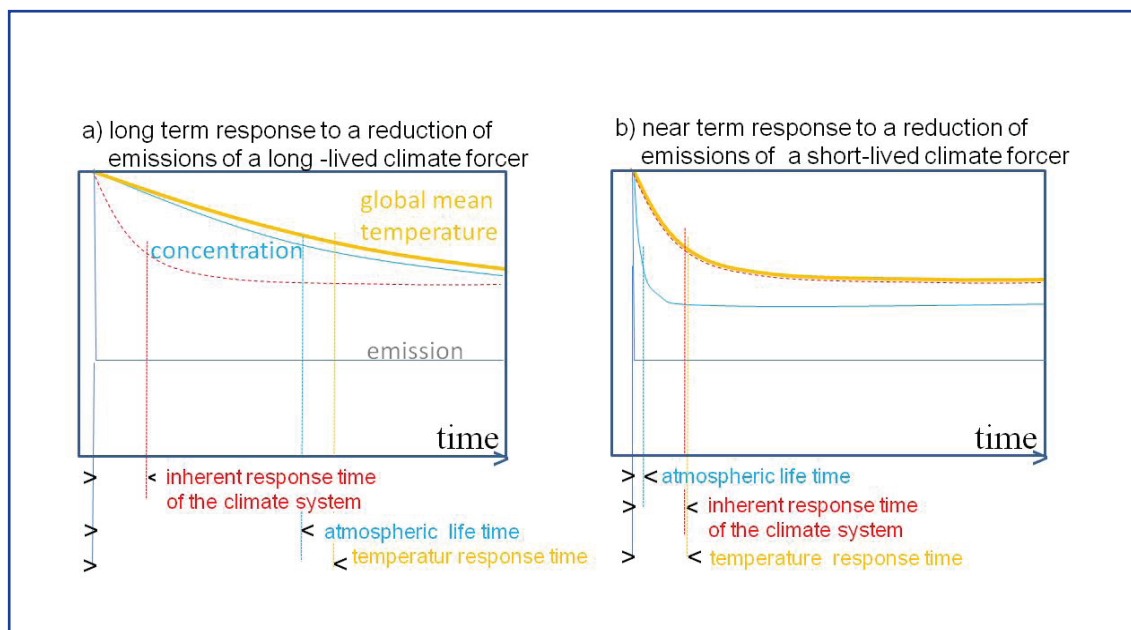 a) long term response to a reduction of
emissions of a long -lived climate forcer
global mean
temperature
concentration
emission
time
> < inherent response time
of the climate system
> < atmospheric life time
> < temperatur response time
b) near term response to a reduction of
emissions of a short-lived climate forcer
time
> < atmospheric life time
> < inherent response time
of the climate system
> < temperature response time